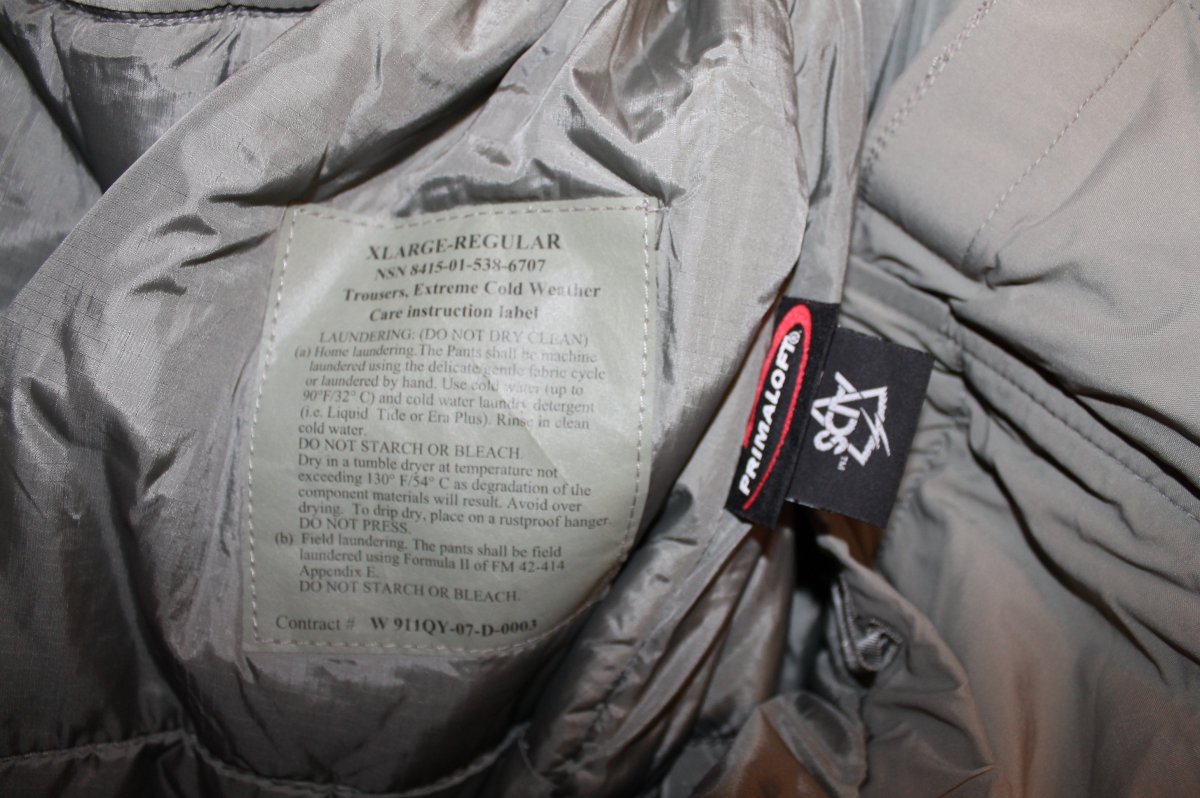 XLARGE-REGULAR
NSN 8415-01-538-6707
Trousers, Extreme Cold Weather
Care instruction label
LAUNDERING: (DO NOT DRY CLEAN)
(a) Home laundering. The Pants shall be machine
laundered using the delicate/gentle fabric cycle
or laundered by hand. Use cold water (up to
90°F/32° C) and cold water laundry detergent
(i.e. Liquid Tide or Era Plus). Rinse in clean
cold water.
DO NOT STARCH OR BLEACH.
Dry in a tumble dryer at temperature not
exceeding 130° F/54° C as degradation of the
component materials will result. Avoid over
drying. To drip dry, place on a rustproof hanger.
DO NOT PRESS.
(b) Field laundering. The pants shall be field
laundered using Formula II of FM 42-414
Appendix E.
DO NOT STARCH OR BLEACH.
Contract # W 911QY-07-D-0003
PRIMALOFT®
TM